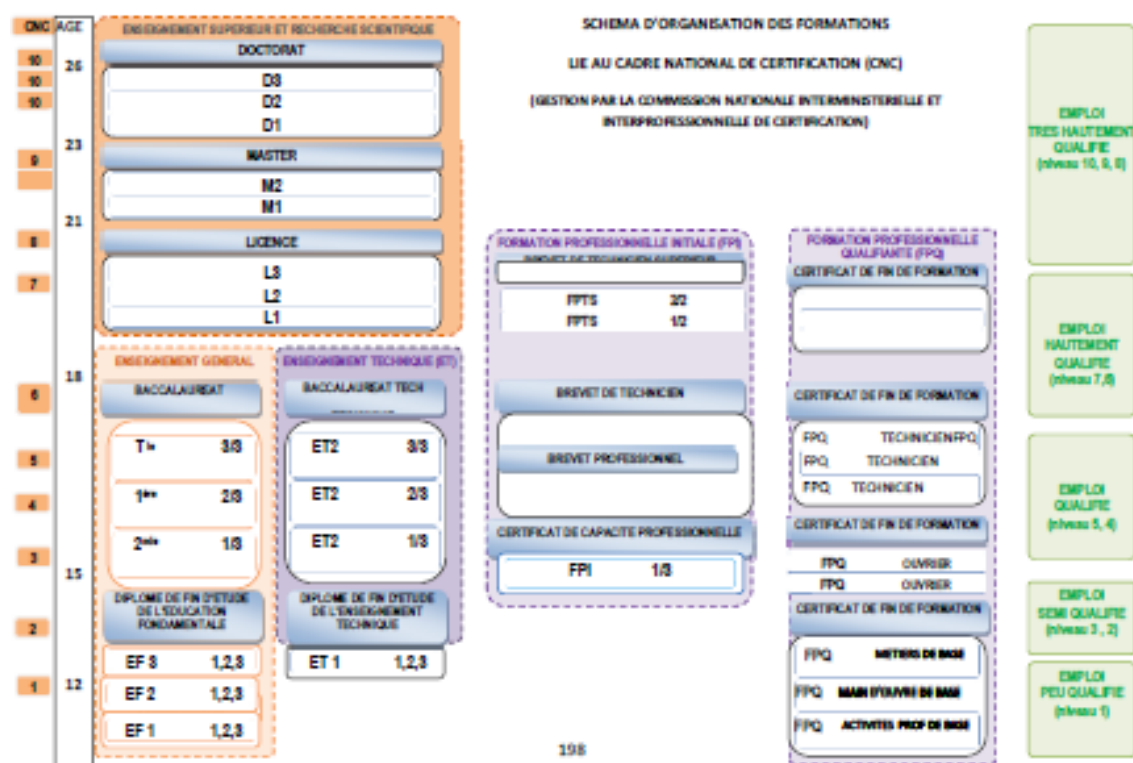 CNC AGE
ENSEIGNEMENT SUPERIEUR ET RECHERCHE SCIENTIFIQUE
SCHEMA D'ORGANISATION DES FORMATIONS
LIE AU CADRE NATIONAL DE CERTIFICATION (CNC)
(GESTION PAR LA COMMISSION NATIONALE INTERMINISTERIELLE ET
INTERPROFESSIONNELLE DE CERTIFICATION)
10
10
10
9
8
7
6
5
4
3
2
1
26
23
21
18
15
12
DOCTORAT
D3
D2
D1
MASTER
M2
M1
LICENCE
L3
L2
L1
ENSEIGNEMENT GENERAL
BACCALAUREAT
T le 3/3
1ère 2/3
2nde 1/3
DIPLOME DE FIN D'ETUDE
DE L'EDUCATION
FONDAMENTALE
EF 3 1,2,3
EF 2 1,2,3
EF 1 1,2,3
ENSEIGNEMENT TECHNIQUE (ET)
BACCALAUREAT TECH
ET2 3/3
ET2 2/3
ET2 1/3
DIPLOME DE FIN D'ETUDE
DE L'ENSEIGNEMENT
TECHNIQUE
ET 1 1,2,3
FORMATION PROFESSIONNELLE INITIALE (FPI)
BREVET DE TECHNICIEN SUPERIEUR
FPTS 2/2
FPTS 1/2
BREVET DE TECHNICIEN
BREVET PROFESSIONNEL
CERTIFICAT DE CAPACITE PROFESSIONNELLE
FPI 1/3
FORMATION PROFESSIONNELLE
QUALIFIANTE (FPQ)
CERTIFICAT DE FIN DE FORMATION
CERTIFICAT DE FIN DE FORMATION
FPQ TECHNICIENFPQ
FPQ TECHNICIEN
FPQ TECHNICIEN
CERTIFICAT DE FIN DE FORMATION
FPQ OUVRIER
FPQ OUVRIER
CERTIFICAT DE FIN DE FORMATION
FPQ METIERS DE BASE
FPQ MAIN D'ŒUVRE DE BASE
FPQ ACTIVITES PROF DE BASE
EMPLOI
TRES HAUTEMENT
QUALIFIE
(niveau 10, 9, 8)
EMPLOI
HAUTEMENT
QUALIFIE
(niveau 7,6)
EMPLOI
QUALIFIE
(niveau 5, 4)
EMPLOI
SEMI QUALIFIE
(niveau 3 , 2)
EMPLOI
PEU QUALIFIE
(niveau 1)
198